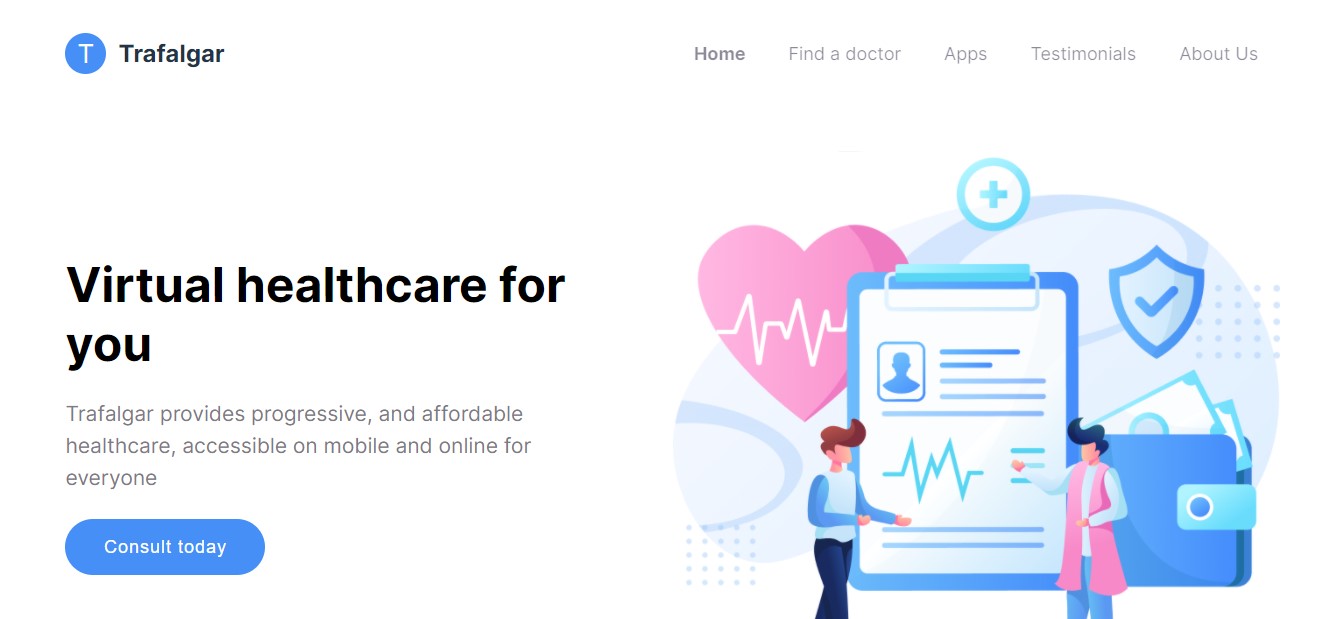 T Trafalgar
Home Find a doctor Apps Testimonials About Us
Virtual healthcare for
you
Trafalgar provides progressive, and affordable
healthcare, accessible on mobile and online for
everyone
Consult today